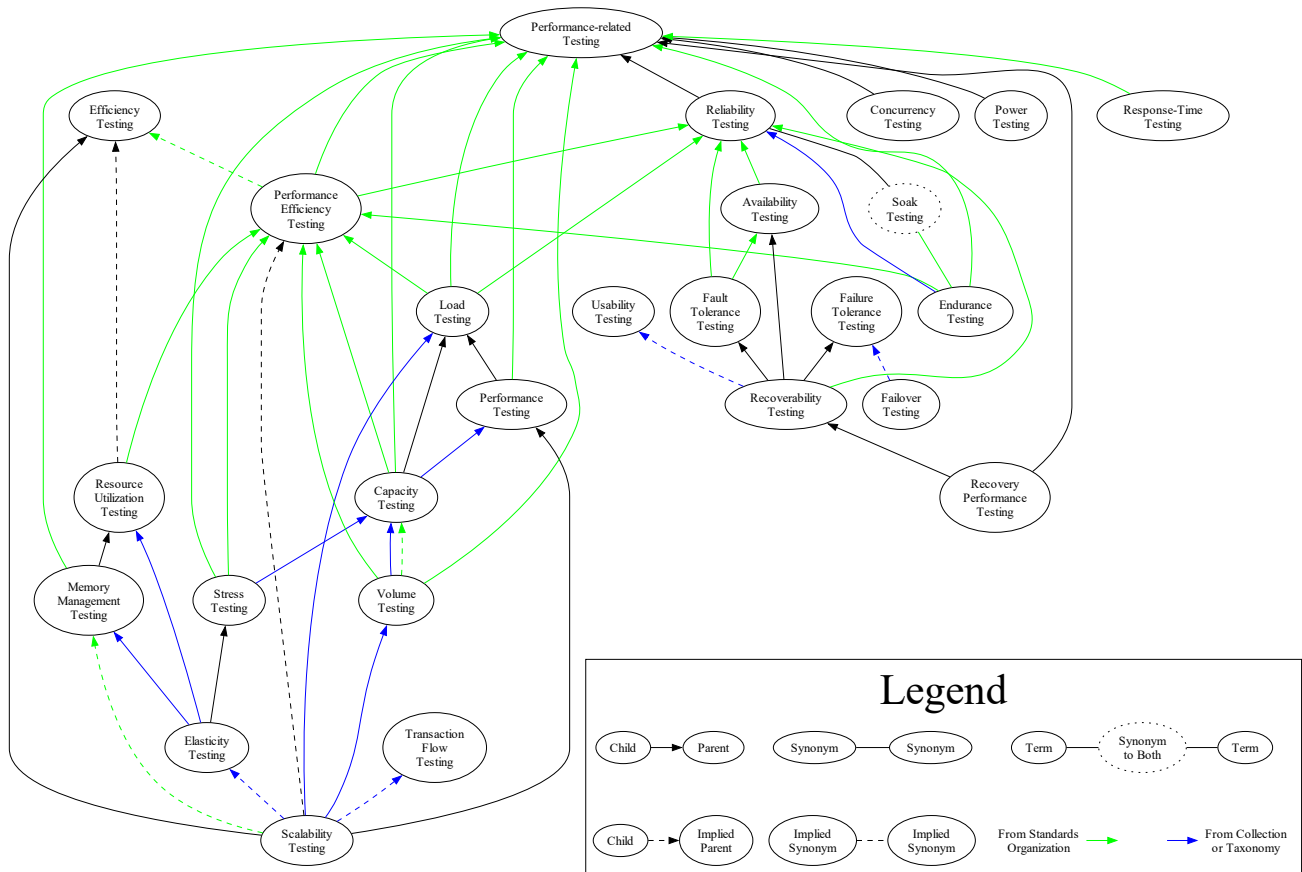 Performance-related
Testing
Efficiency
Testing
Reliability
Testing
Concurrency
Testing
Power
Testing
Response-Time
Testing
Performance
Efficiency
Testing
Availability
Testing
Soak
Testing
Load
Testing
Usability
Testing
Fault
Tolerance
Testing
Failure
Tolerance
Testing
Endurance
Testing
Performance
Testing
Recoverability
Testing
Failover
Testing
Resource
Utilization
Testing
Capacity
Testing
Recovery
Performance
Testing
Memory
Management
Testing
Stress
Testing
Volume
Testing
Elasticity
Testing
Transaction
Flow
Testing
Scalability
Testing
Legend
Child
Parent
Synonym
Synonym
Term
Synonym
to Both
Term
Child
Implied
Parent
Implied
Synonym
Implied
Synonym
From Standards
Organization
From Collection
or Taxonomy